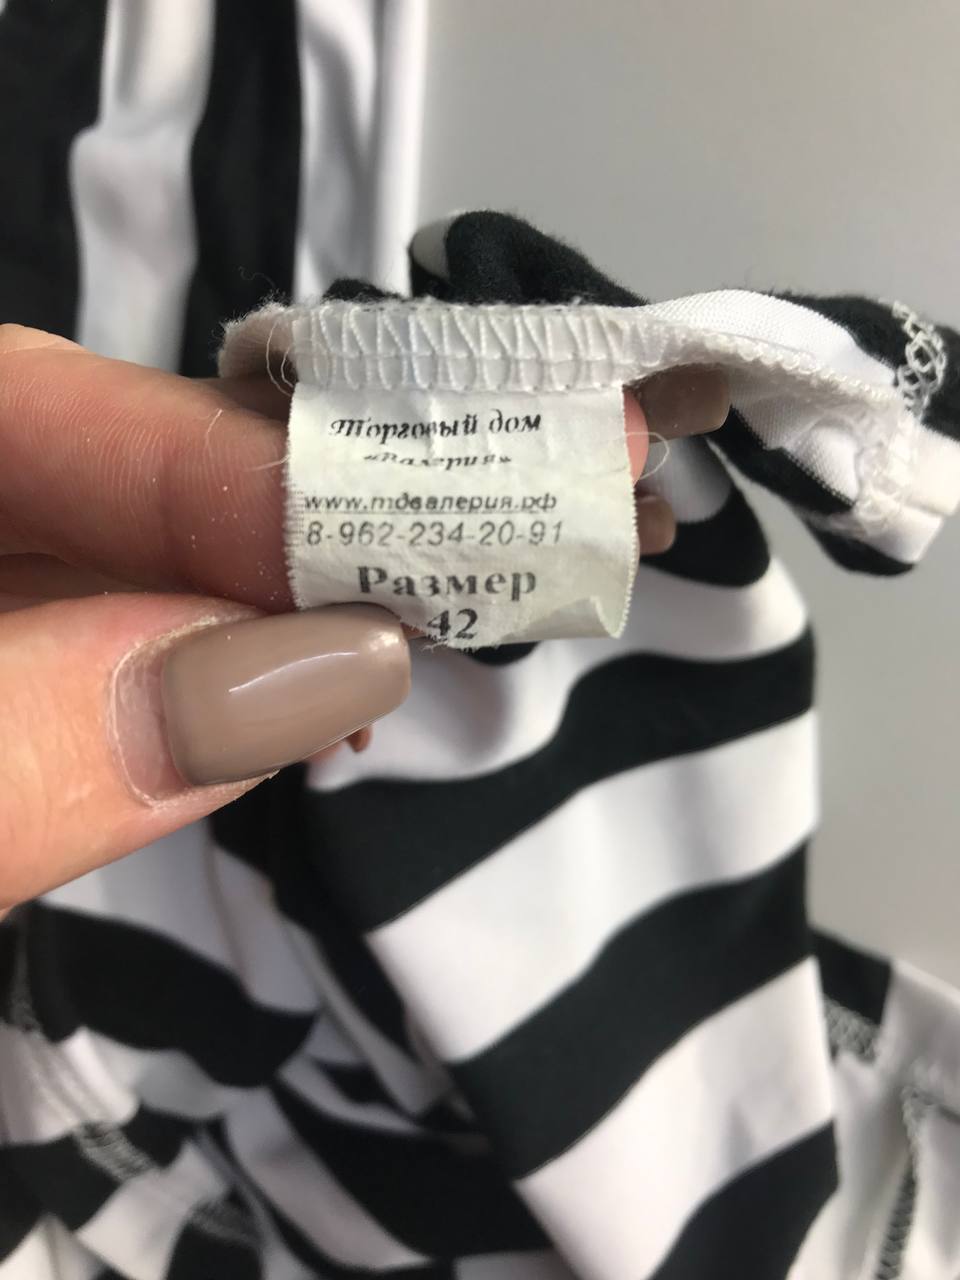 Торговый дом
«Валерия»
www.тдвалерия.рф
8-962-234-20-91
Размер
42